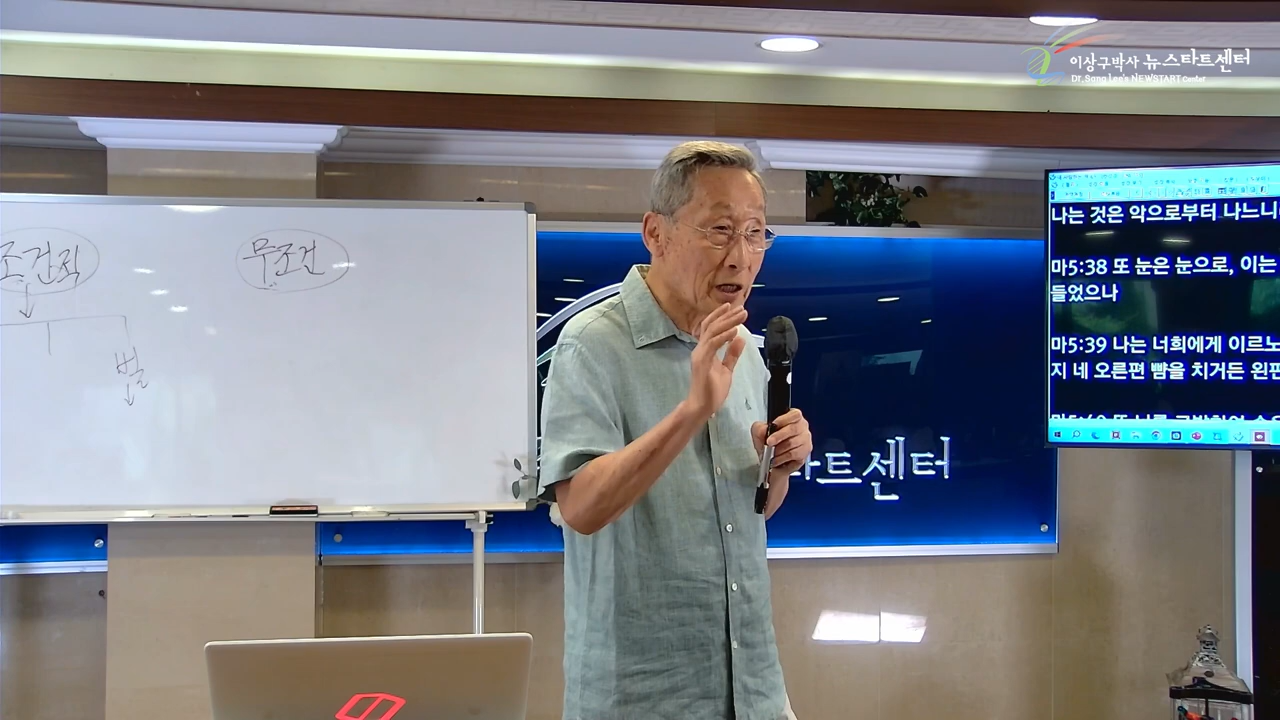 이상구박사 뉴스타트센터
Dr. Sang Lee's NEWSTART Center
조건적
무조건
벌
나는 것은 악으로부터 나느니
마5:38 또 눈은 눈으로, 이는
들었으나
마5:39 나는 너희에게 이르노
지 네 오른편 뺨을 치거든 왼편
타트센터